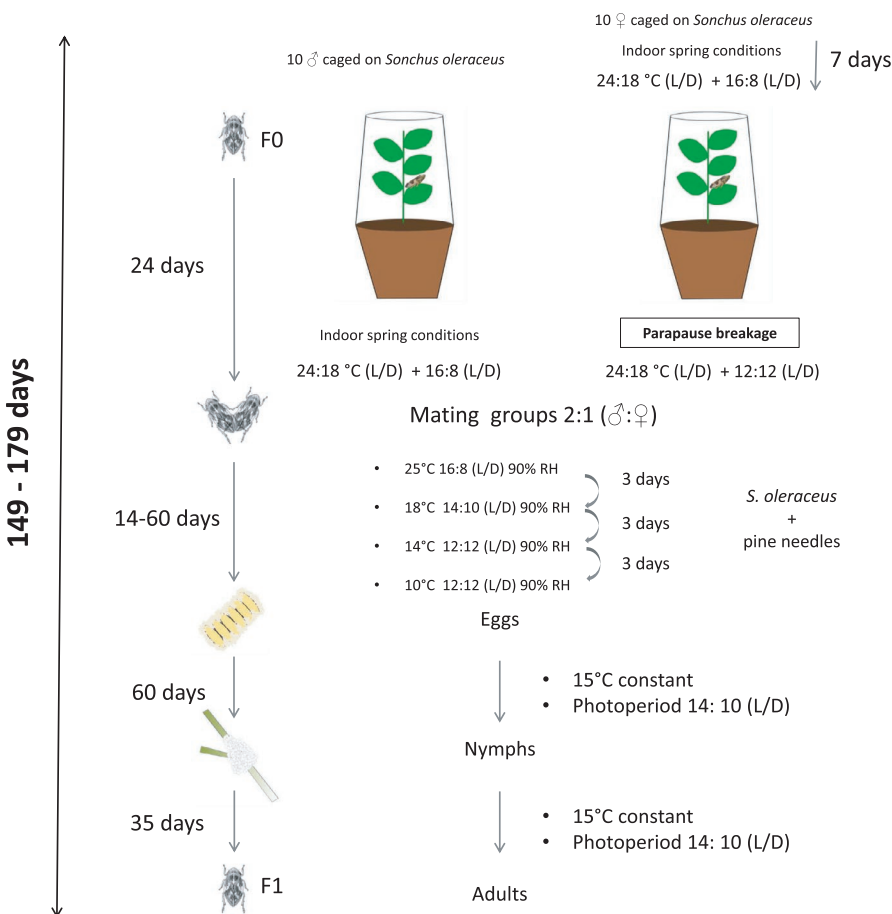 10 ♀ caged on Sonchus oleraceus
Indoor spring conditions
24:18 °C (L/D) + 16:8 (L/D)
7 days
10 ♂ caged on Sonchus oleraceus
F0
24 days
Indoor spring conditions
24:18 °C (L/D) + 16:8 (L/D)
Parapause breakage
24:18 °C (L/D) + 12:12 (L/D)
149 - 179 days
Mating groups 2:1 (♂:♀)
14-60 days
• 25°C 16:8 (L/D) 90% RH
• 18°C 14:10 (L/D) 90% RH
• 14°C 12:12 (L/D) 90% RH
• 10°C 12:12 (L/D) 90% RH
3 days
3 days
3 days
S. oleraceus
+
pine needles
Eggs
60 days
• 15°C constant
• Photoperiod 14: 10 (L/D)
Nymphs
35 days
• 15°C constant
• Photoperiod 14: 10 (L/D)
F1
Adults